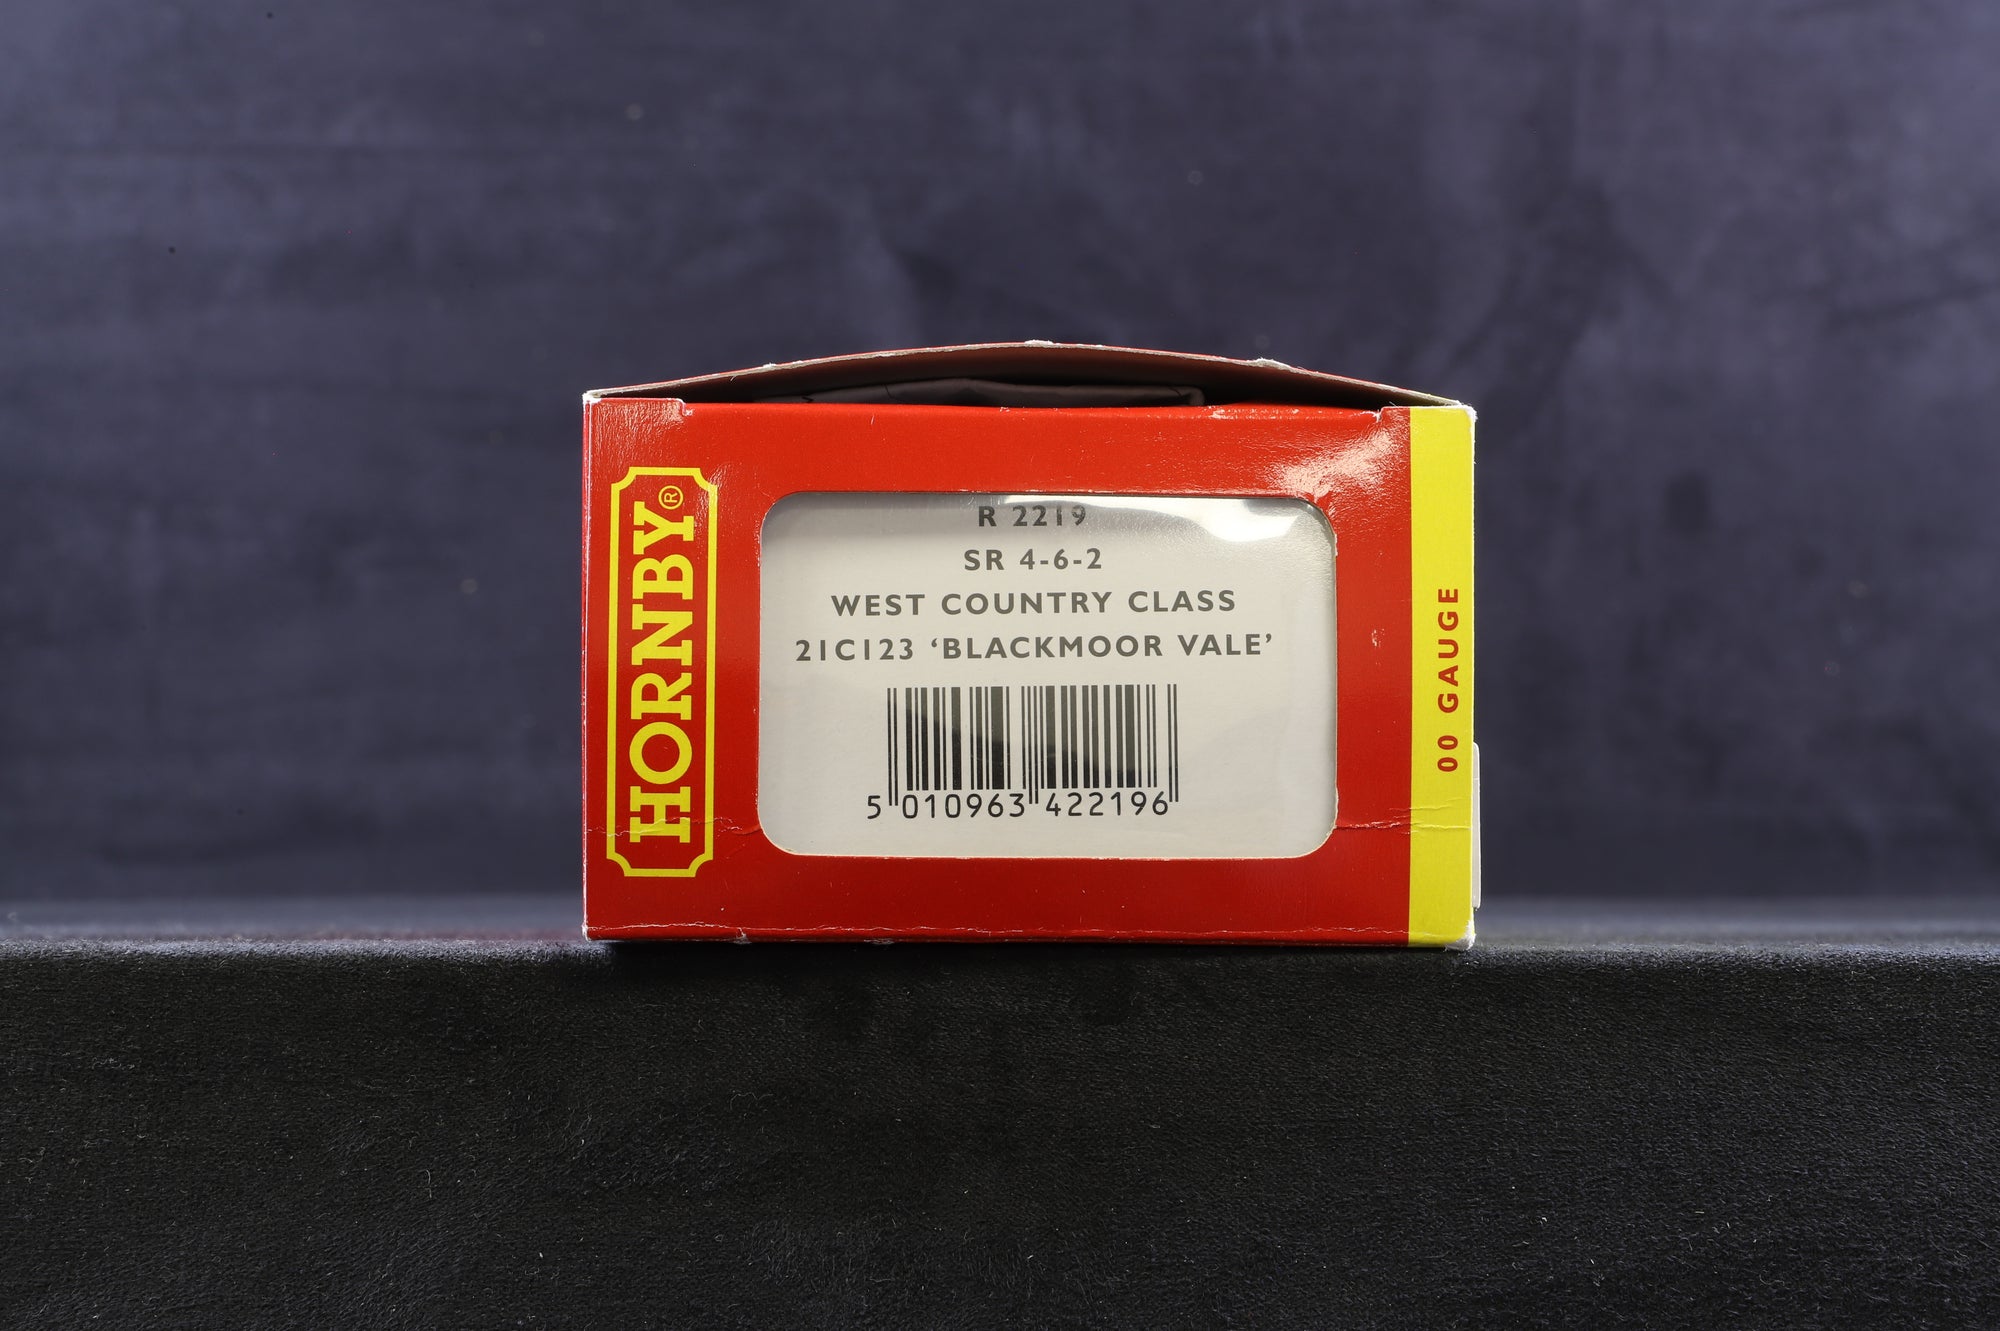 HORNBY®
R 2219
SR 4-6-2
WEST COUNTRY CLASS
21C123 ‘BLACKMOOR VALE’
5 010963 422196
00 GAUGE